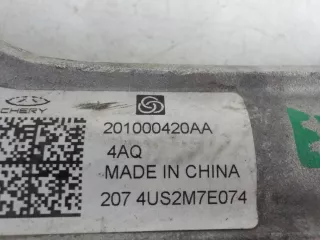 CHERY
201000420AA
4AQ
MADE IN CHINA
207 4US2M7E074